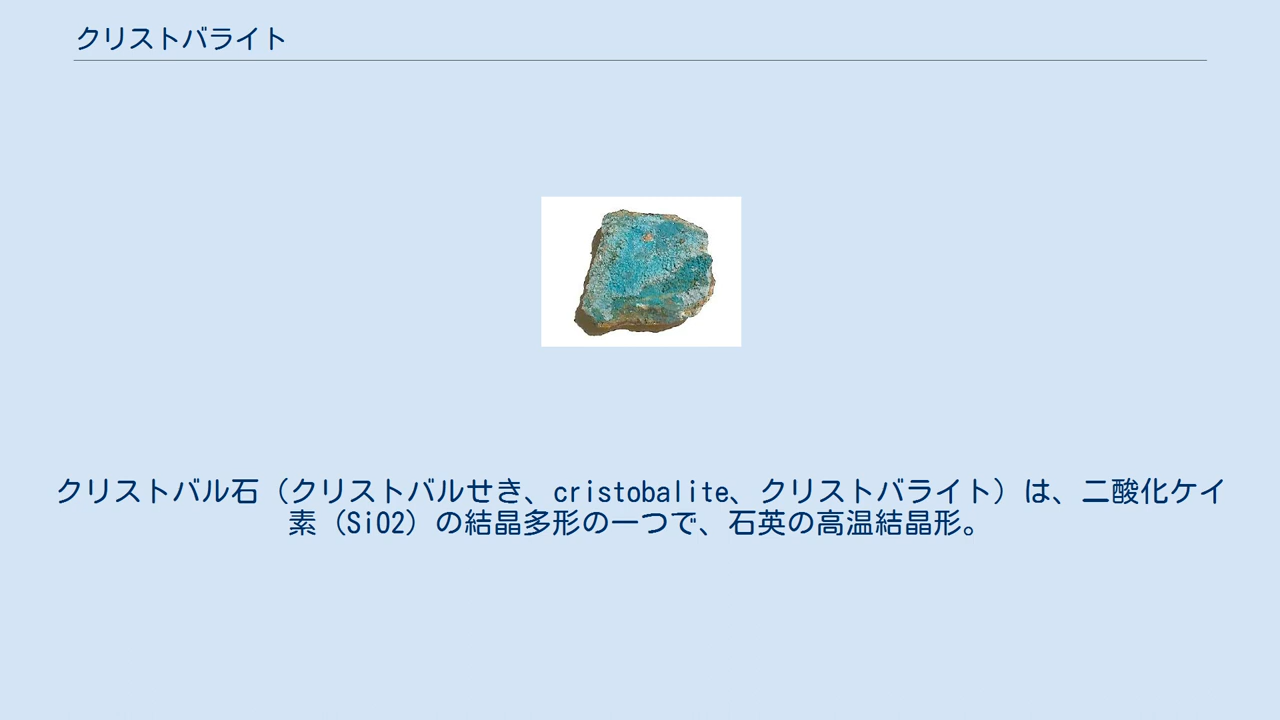 クリストバライト
クリストバル石（クリストバルせき、cristobalite、クリストバライト）は、二酸化ケイ
素（SiO2）の結晶多形の一つで、石英の高温結晶形。